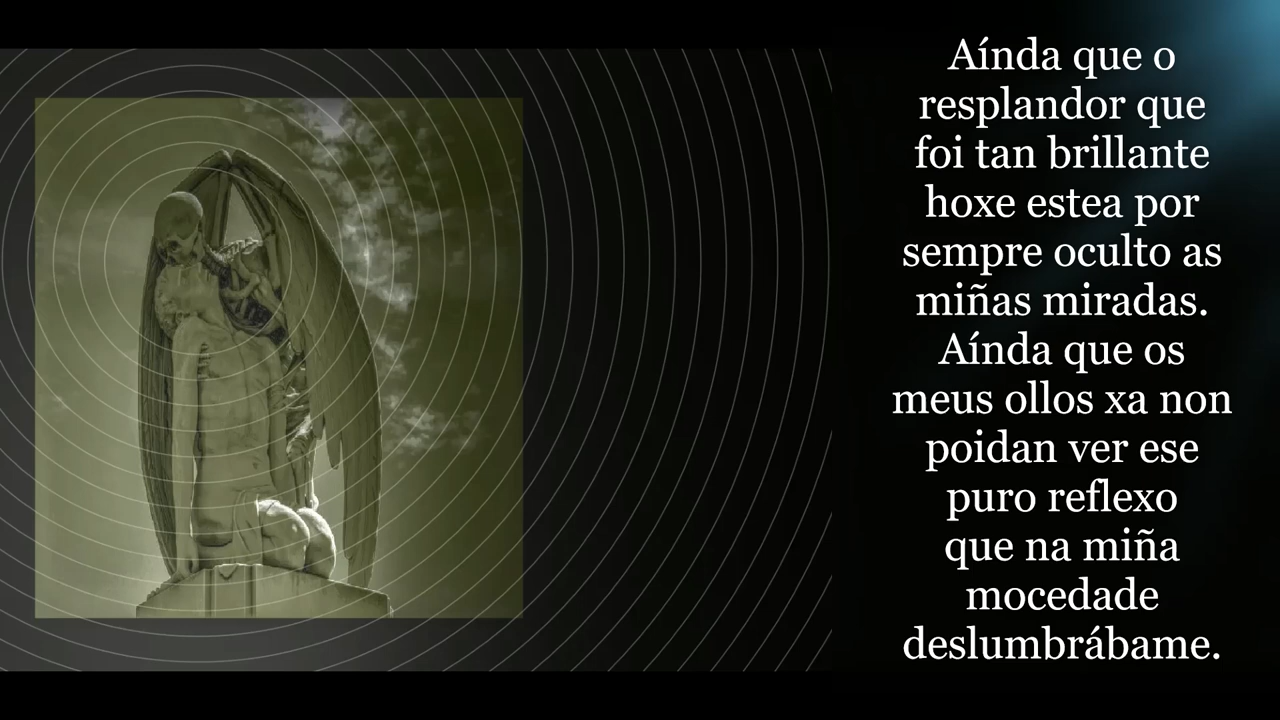 Aínda que o
resplandor que
foi tan brillante
hoxe estea por
sempre oculto as
miñas miradas.
Aínda que os
meus ollos xa non
poidan ver ese
puro reflexo
que na miña
mocedade
deslumbrábame.